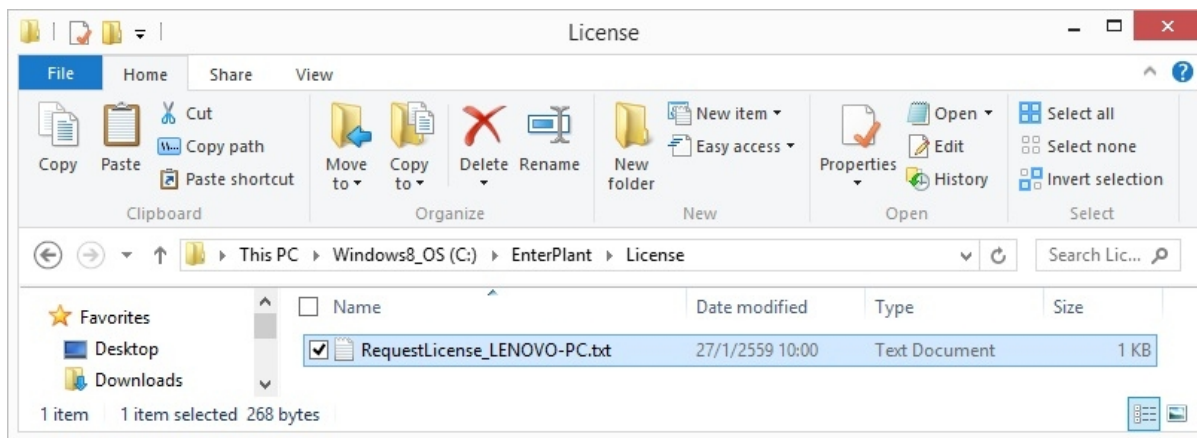 License
File Home Share View
Copy
Paste
Cut
Copy path
Paste shortcut
Move to
Copy to
Delete
Rename
New folder
New item
Easy access
Properties
Open
Edit
History
Select all
Select none
Invert selection
Clipboard Organize New Open Select
This PC Windows8_OS (C:) EnterPlant License
Search Lic...
Favorites
Desktop
Downloads
Name Date modified Type Size
RequestLicense_LENOVO-PC.txt 27/1/2559 10:00 Text Document 1 KB
1 item 1 item selected 268 bytes